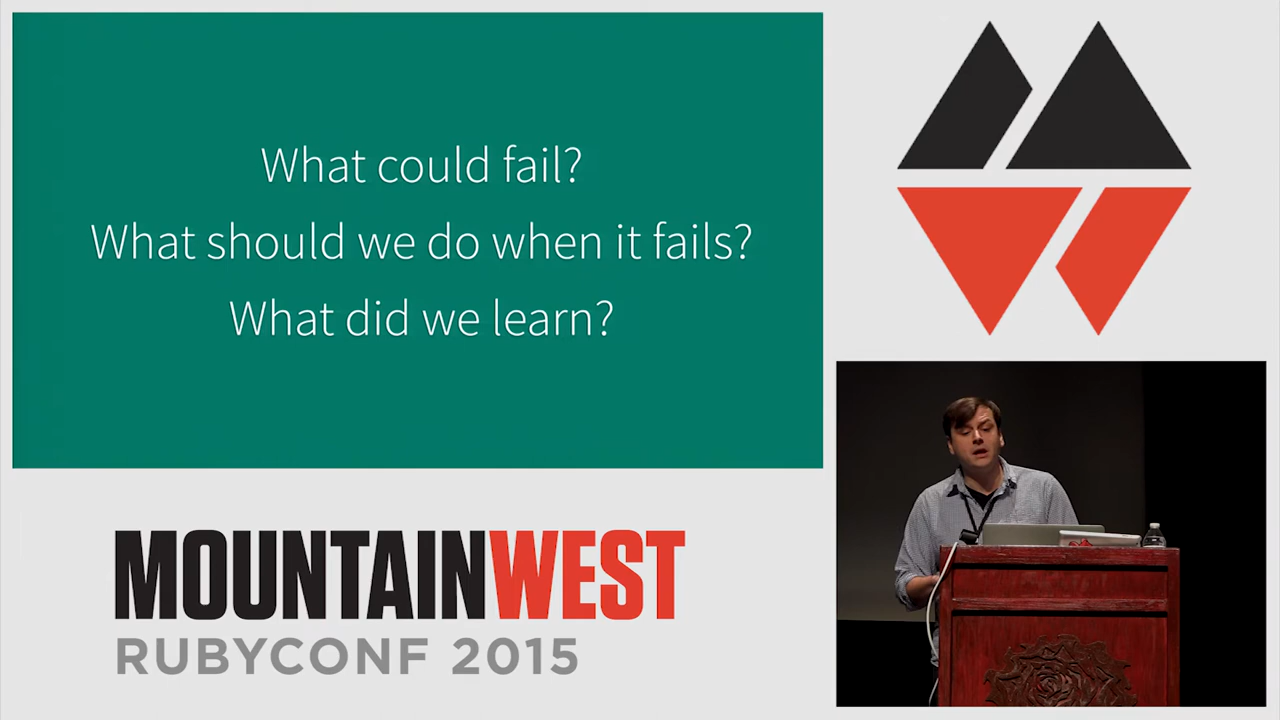 What could fail?
What should we do when it fails?
What did we learn?
MOUNTAINWEST
RUBYCONF 2015